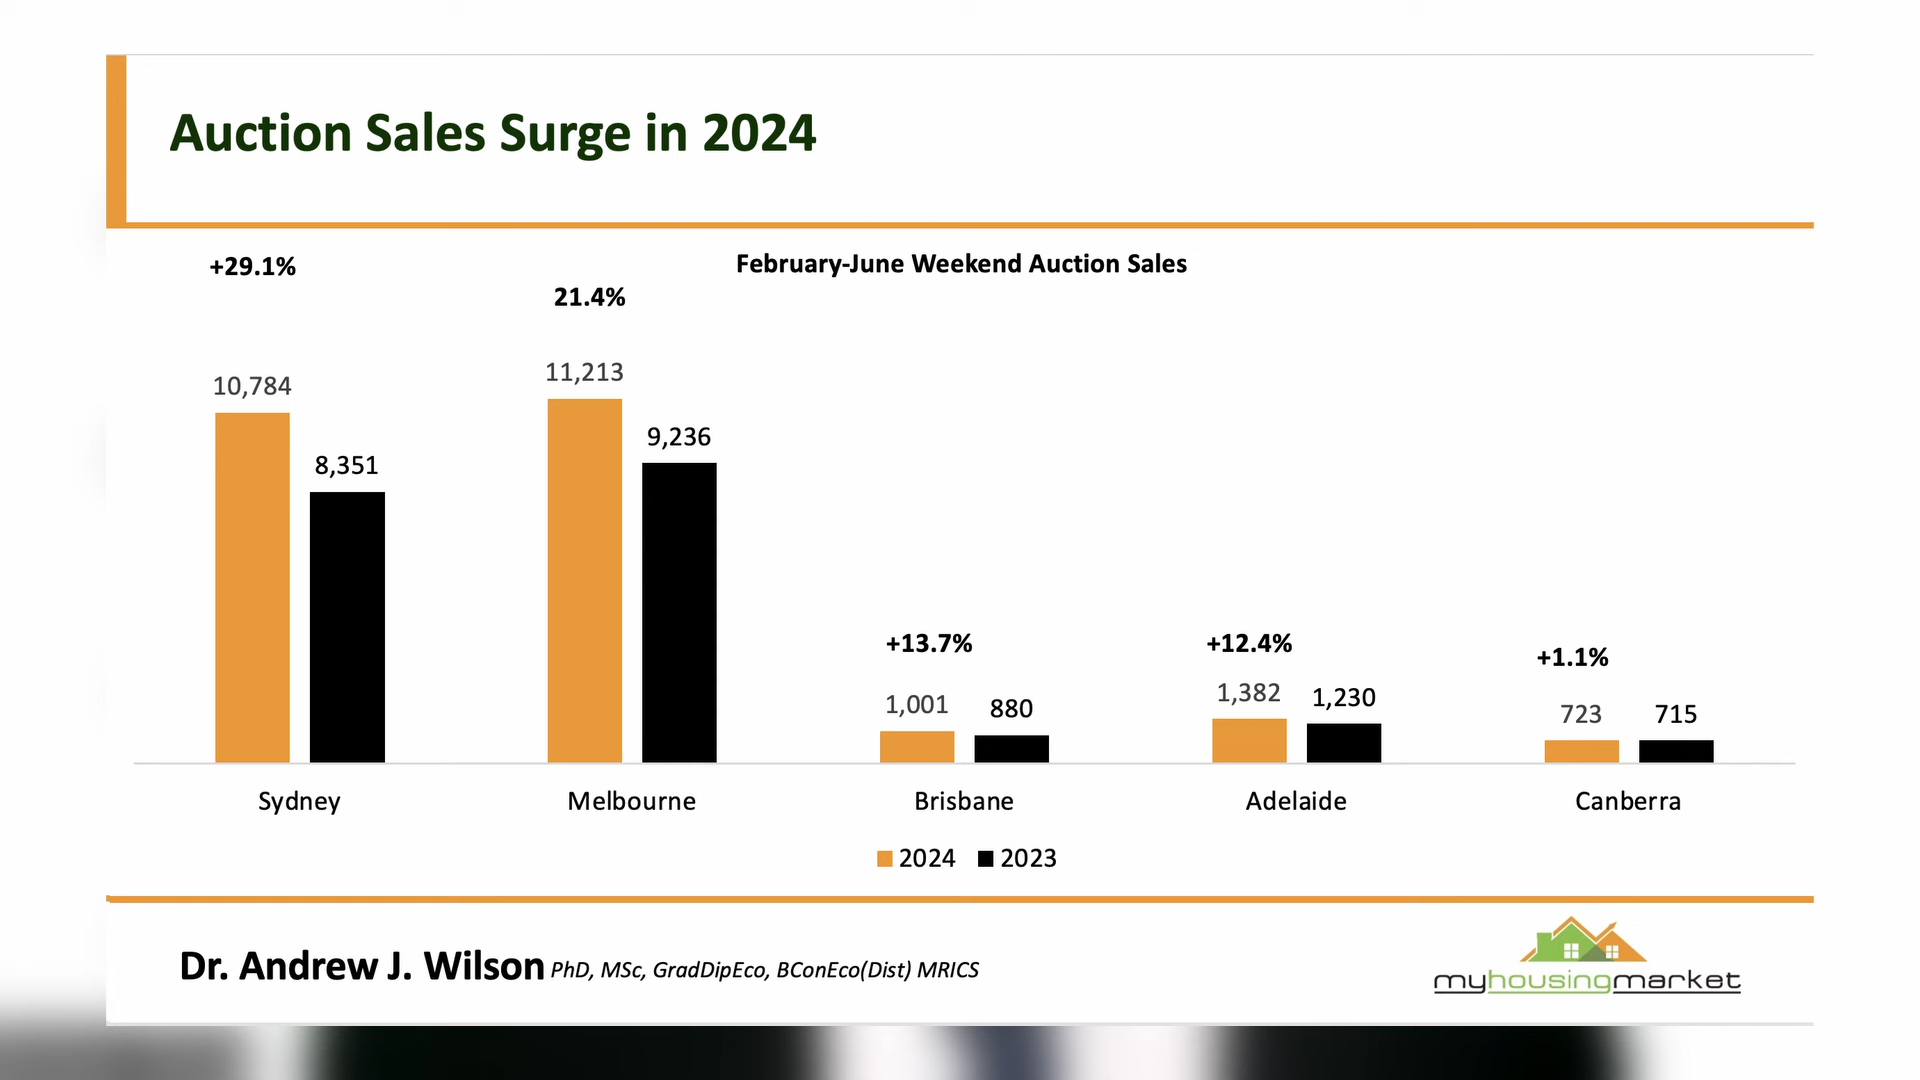 Auction Sales Surge in 2024
February-June Weekend Auction Sales
+29.1%
21.4%
+13.7%
+12.4%
+1.1%
10,784
8,351
11,213
9,236
1,001
880
1,382
1,230
723
715
Sydney
Melbourne
Brisbane
Adelaide
Canberra
2024
2023
Dr. Andrew J. Wilson PhD, MSc, GradDipEco, BConEco(Dist) MRICS
myhousingmarket